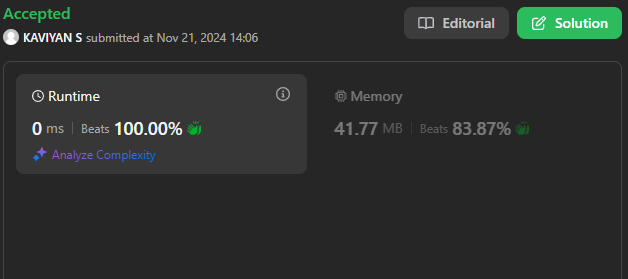 Accepted
Editorial
Solution
KAVIYAN S submitted at Nov 21, 2024 14:06
Runtime
0 ms | Beats 100.00%
Analyze Complexity
Memory
41.77 MB | Beats 83.87%